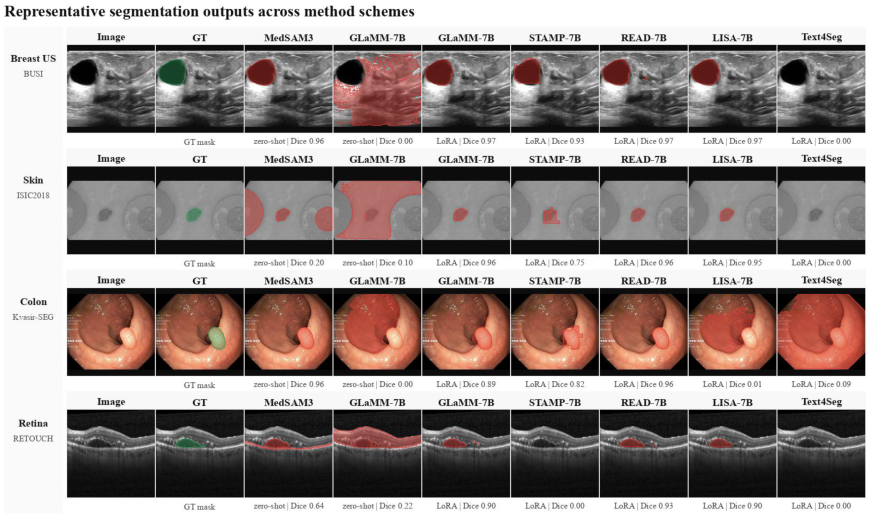 Representative segmentation outputs across method schemes
Image GT MedSAM3 GLaMM-7B GLaMM-7B STAMP-7B READ-7B LISA-7B Text4Seg
Breast US
BUSI
GT mask zero-shot | Dice 0.96 zero-shot | Dice 0.00 LoRA | Dice 0.97 LoRA | Dice 0.93 LoRA | Dice 0.97 LoRA | Dice 0.97 LoRA | Dice 0.00
Image GT MedSAM3 GLaMM-7B GLaMM-7B STAMP-7B READ-7B LISA-7B Text4Seg
Skin
ISIC2018
GT mask zero-shot | Dice 0.20 zero-shot | Dice 0.10 LoRA | Dice 0.96 LoRA | Dice 0.75 LoRA | Dice 0.96 LoRA | Dice 0.95 LoRA | Dice 0.00
Image GT MedSAM3 GLaMM-7B GLaMM-7B STAMP-7B READ-7B LISA-7B Text4Seg
Colon
Kvasir-SEG
GT mask zero-shot | Dice 0.96 zero-shot | Dice 0.00 LoRA | Dice 0.89 LoRA | Dice 0.82 LoRA | Dice 0.96 LoRA | Dice 0.01 LoRA | Dice 0.09
Image GT MedSAM3 GLaMM-7B GLaMM-7B STAMP-7B READ-7B LISA-7B Text4Seg
Retina
RETOUCH
GT mask zero-shot | Dice 0.64 zero-shot | Dice 0.22 LoRA | Dice 0.90 LoRA | Dice 0.00 LoRA | Dice 0.93 LoRA | Dice 0.90 LoRA | Dice 0.00